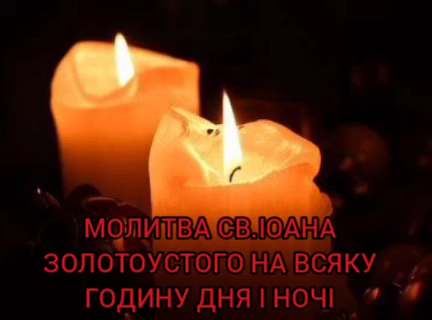 МОЛИТВА СВ.ІОАНА
ЗОЛОТОУСТОГО НА ВСЯКУ
ГОДИНУ ДНЯ І НОЧІ